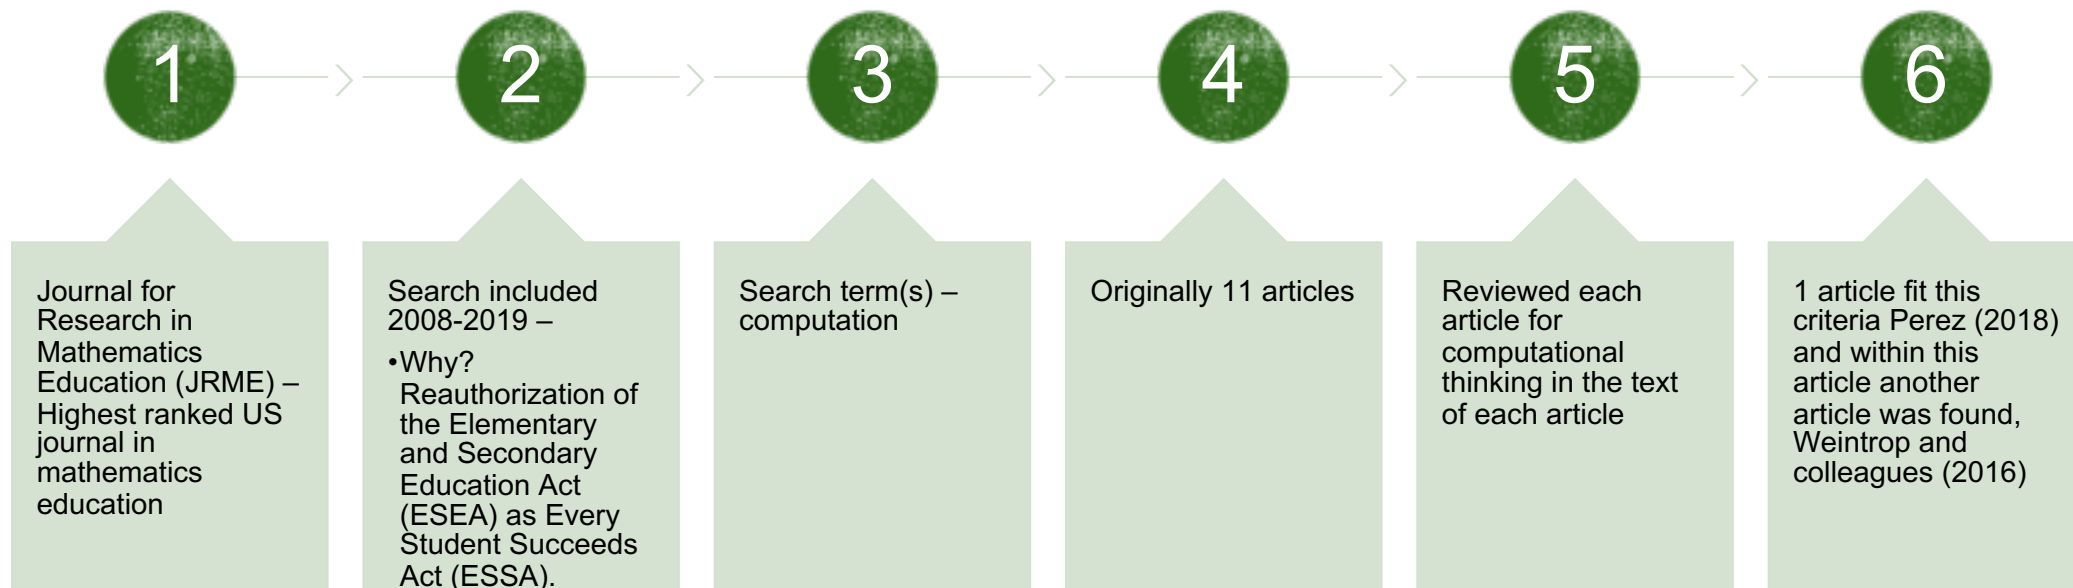 1
2
3
4
5
6
Journal for
Research in
Mathematics
Education (JRME) –
Highest ranked US
journal in
mathematics
education
Search included
2008-2019 –
•Why?
Reauthorization of
the Elementary
and Secondary
Education Act
(ESEA) as Every
Student Succeeds
Act (ESSA).
Search term(s) –
computation
Originally 11 articles
Reviewed each
article for
computational
thinking in the text
of each article
1 article fit this
criteria Perez (2018)
and within this
article another
article was found,
Weintrop and
colleagues (2016)